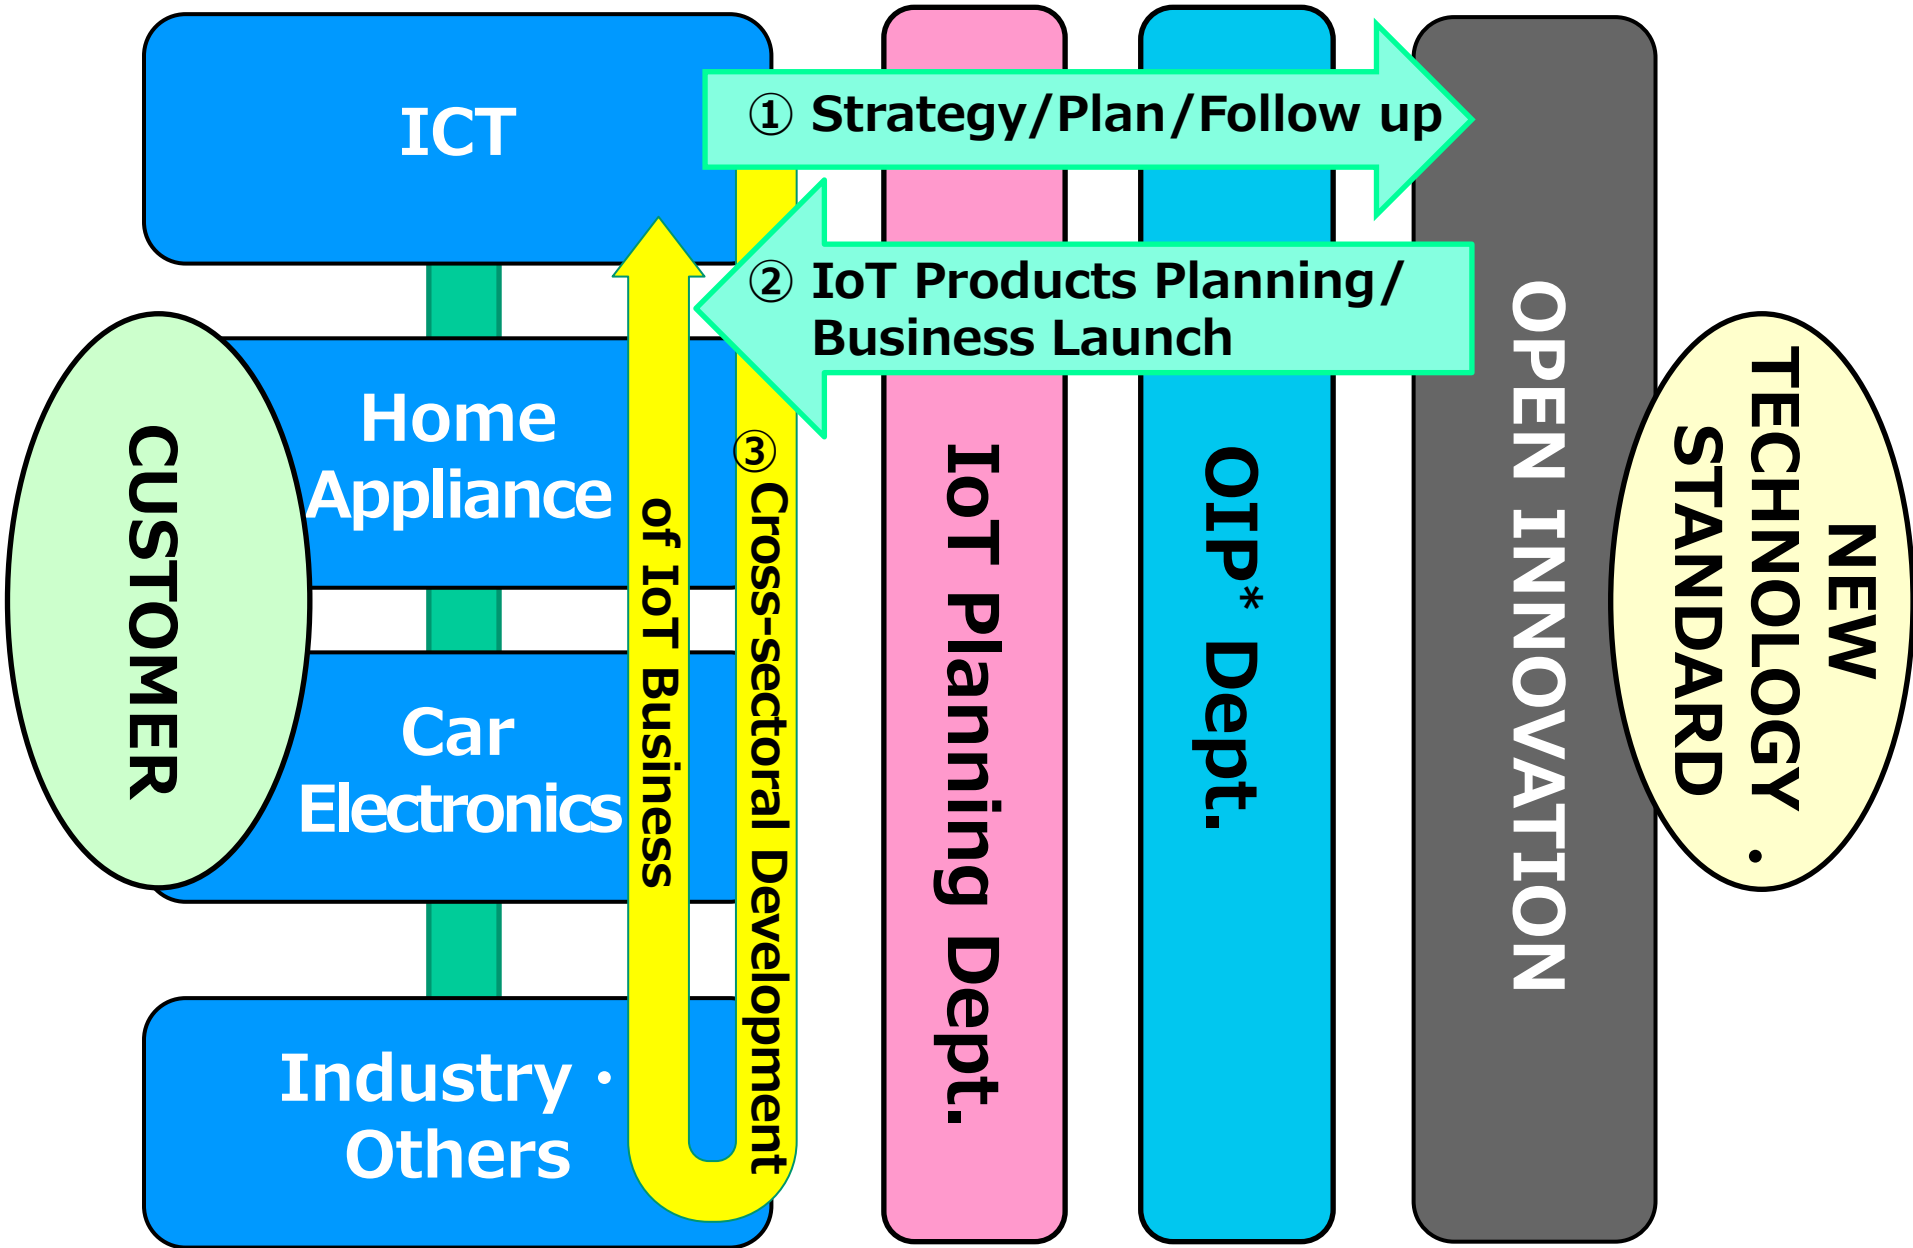 ICT
① Strategy/Plan/Follow up
② IoT Products Planning/
Business Launch
CUSTOMER
Home
Appliance
Car
Electronics
Industry・
Others
③ Cross-sectoral Development
of IoT Business
IoT Planning Dept.
OIP* Dept.
OPEN INNOVATION
NEW
TECHNOLOGY・
STANDARD